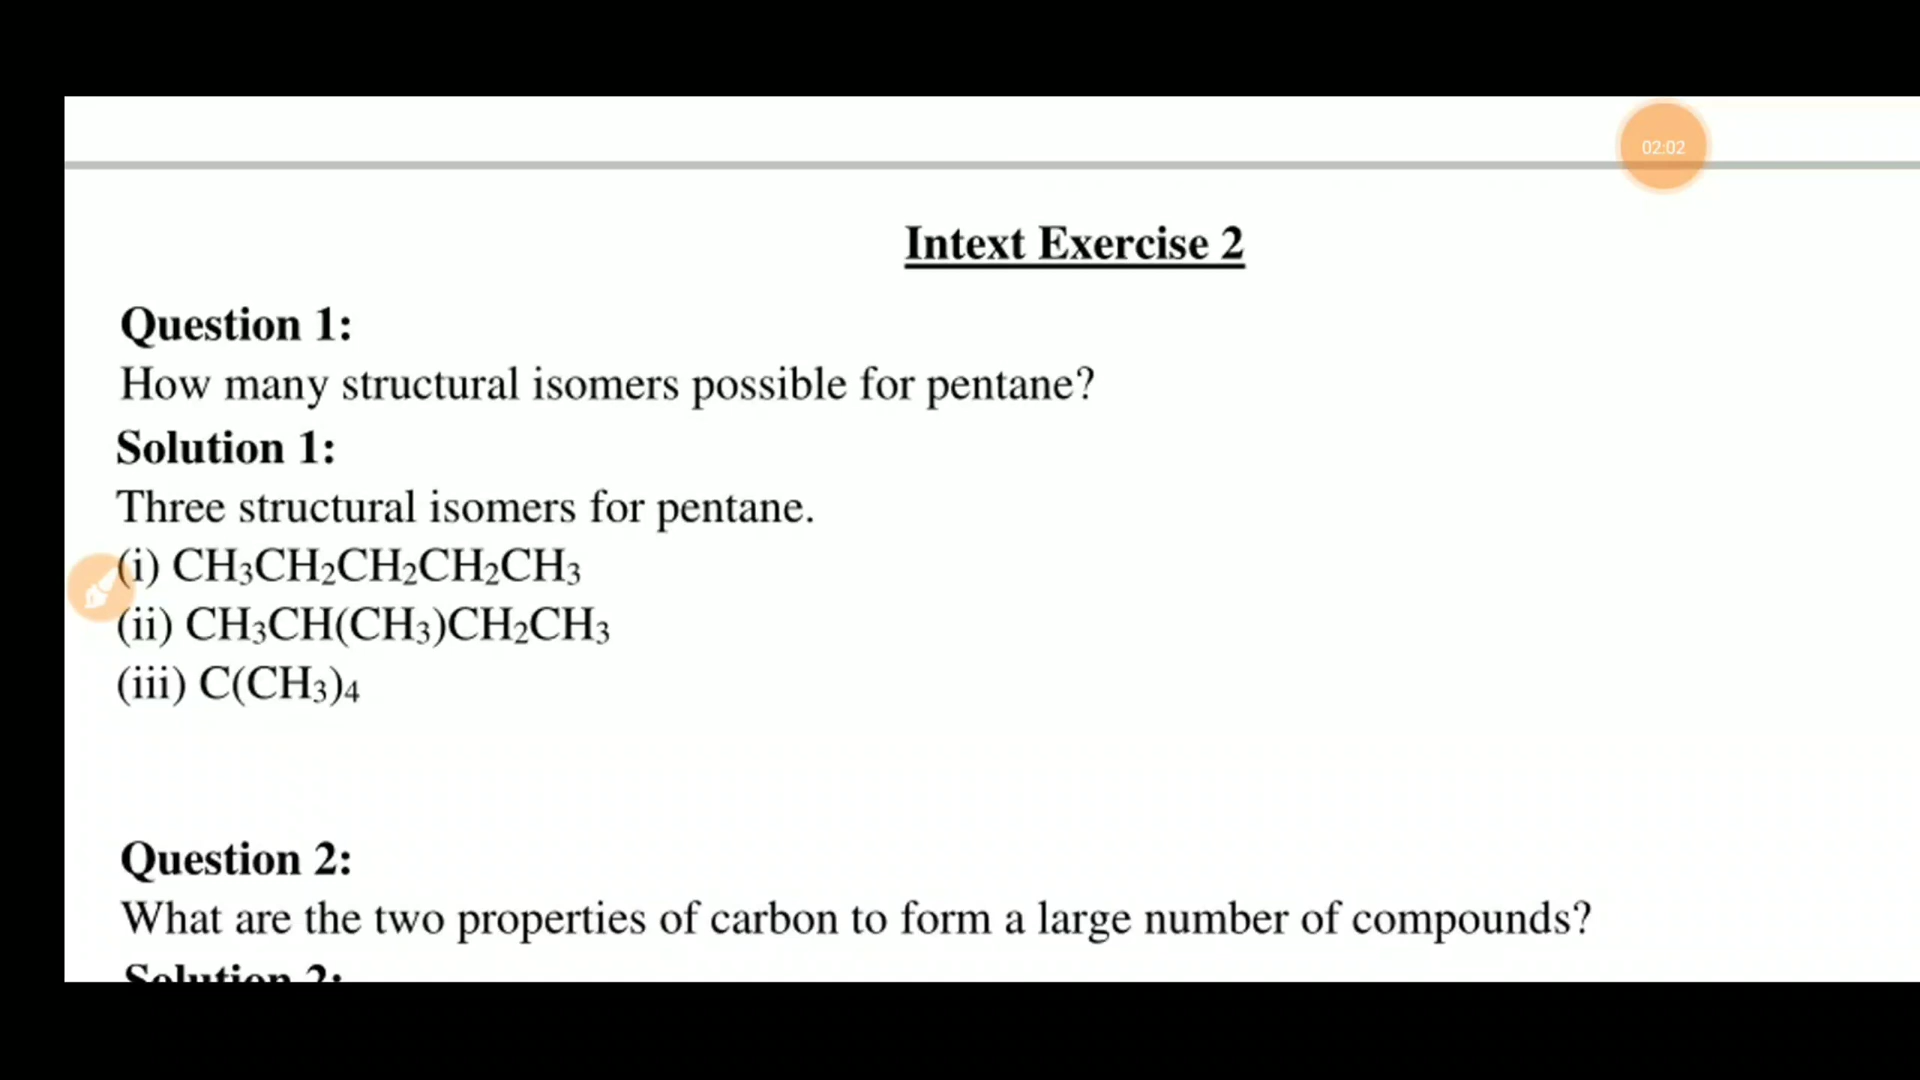 02:02
Intext Exercise 2
Question 1:
How many structural isomers possible for pentane?
Solution 1:
Three structural isomers for pentane.
(i) CH₃CH₂CH₂CH₂CH₃
(ii) CH₃CH(CH₃)CH₂CH₃
(iii) C(CH₃)₄
Question 2:
What are the two properties of carbon to form a large number of compounds?
Solution 2: